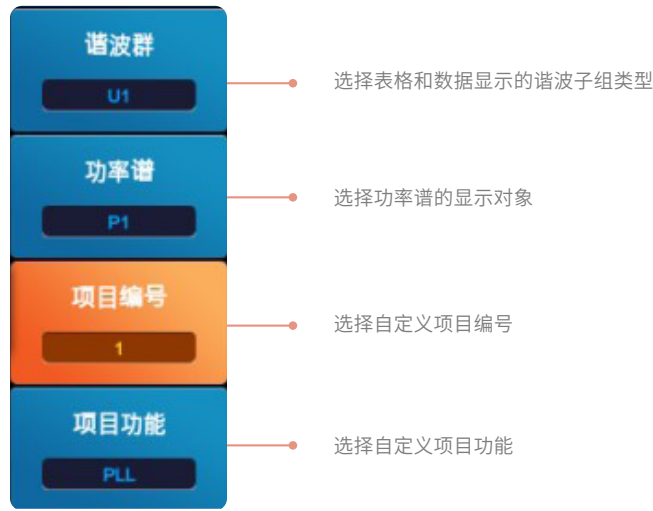 谐波群
U1
选择表格和数据显示的谐波子组类型
功率谱
P1
选择功率谱的显示对象
项目编号
1
选择自定义项目编号
项目功能
PLL
选择自定义项目功能